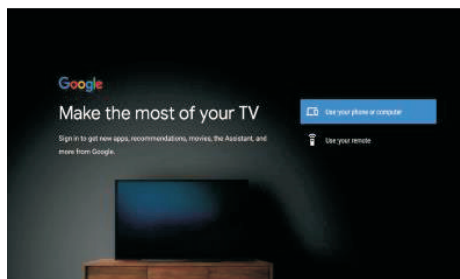 Google
Make the most of your TV
Sign in to get new apps, recommendations, movies, the Assistant, and
more from Google.
Use your phone or computer
Use your remote